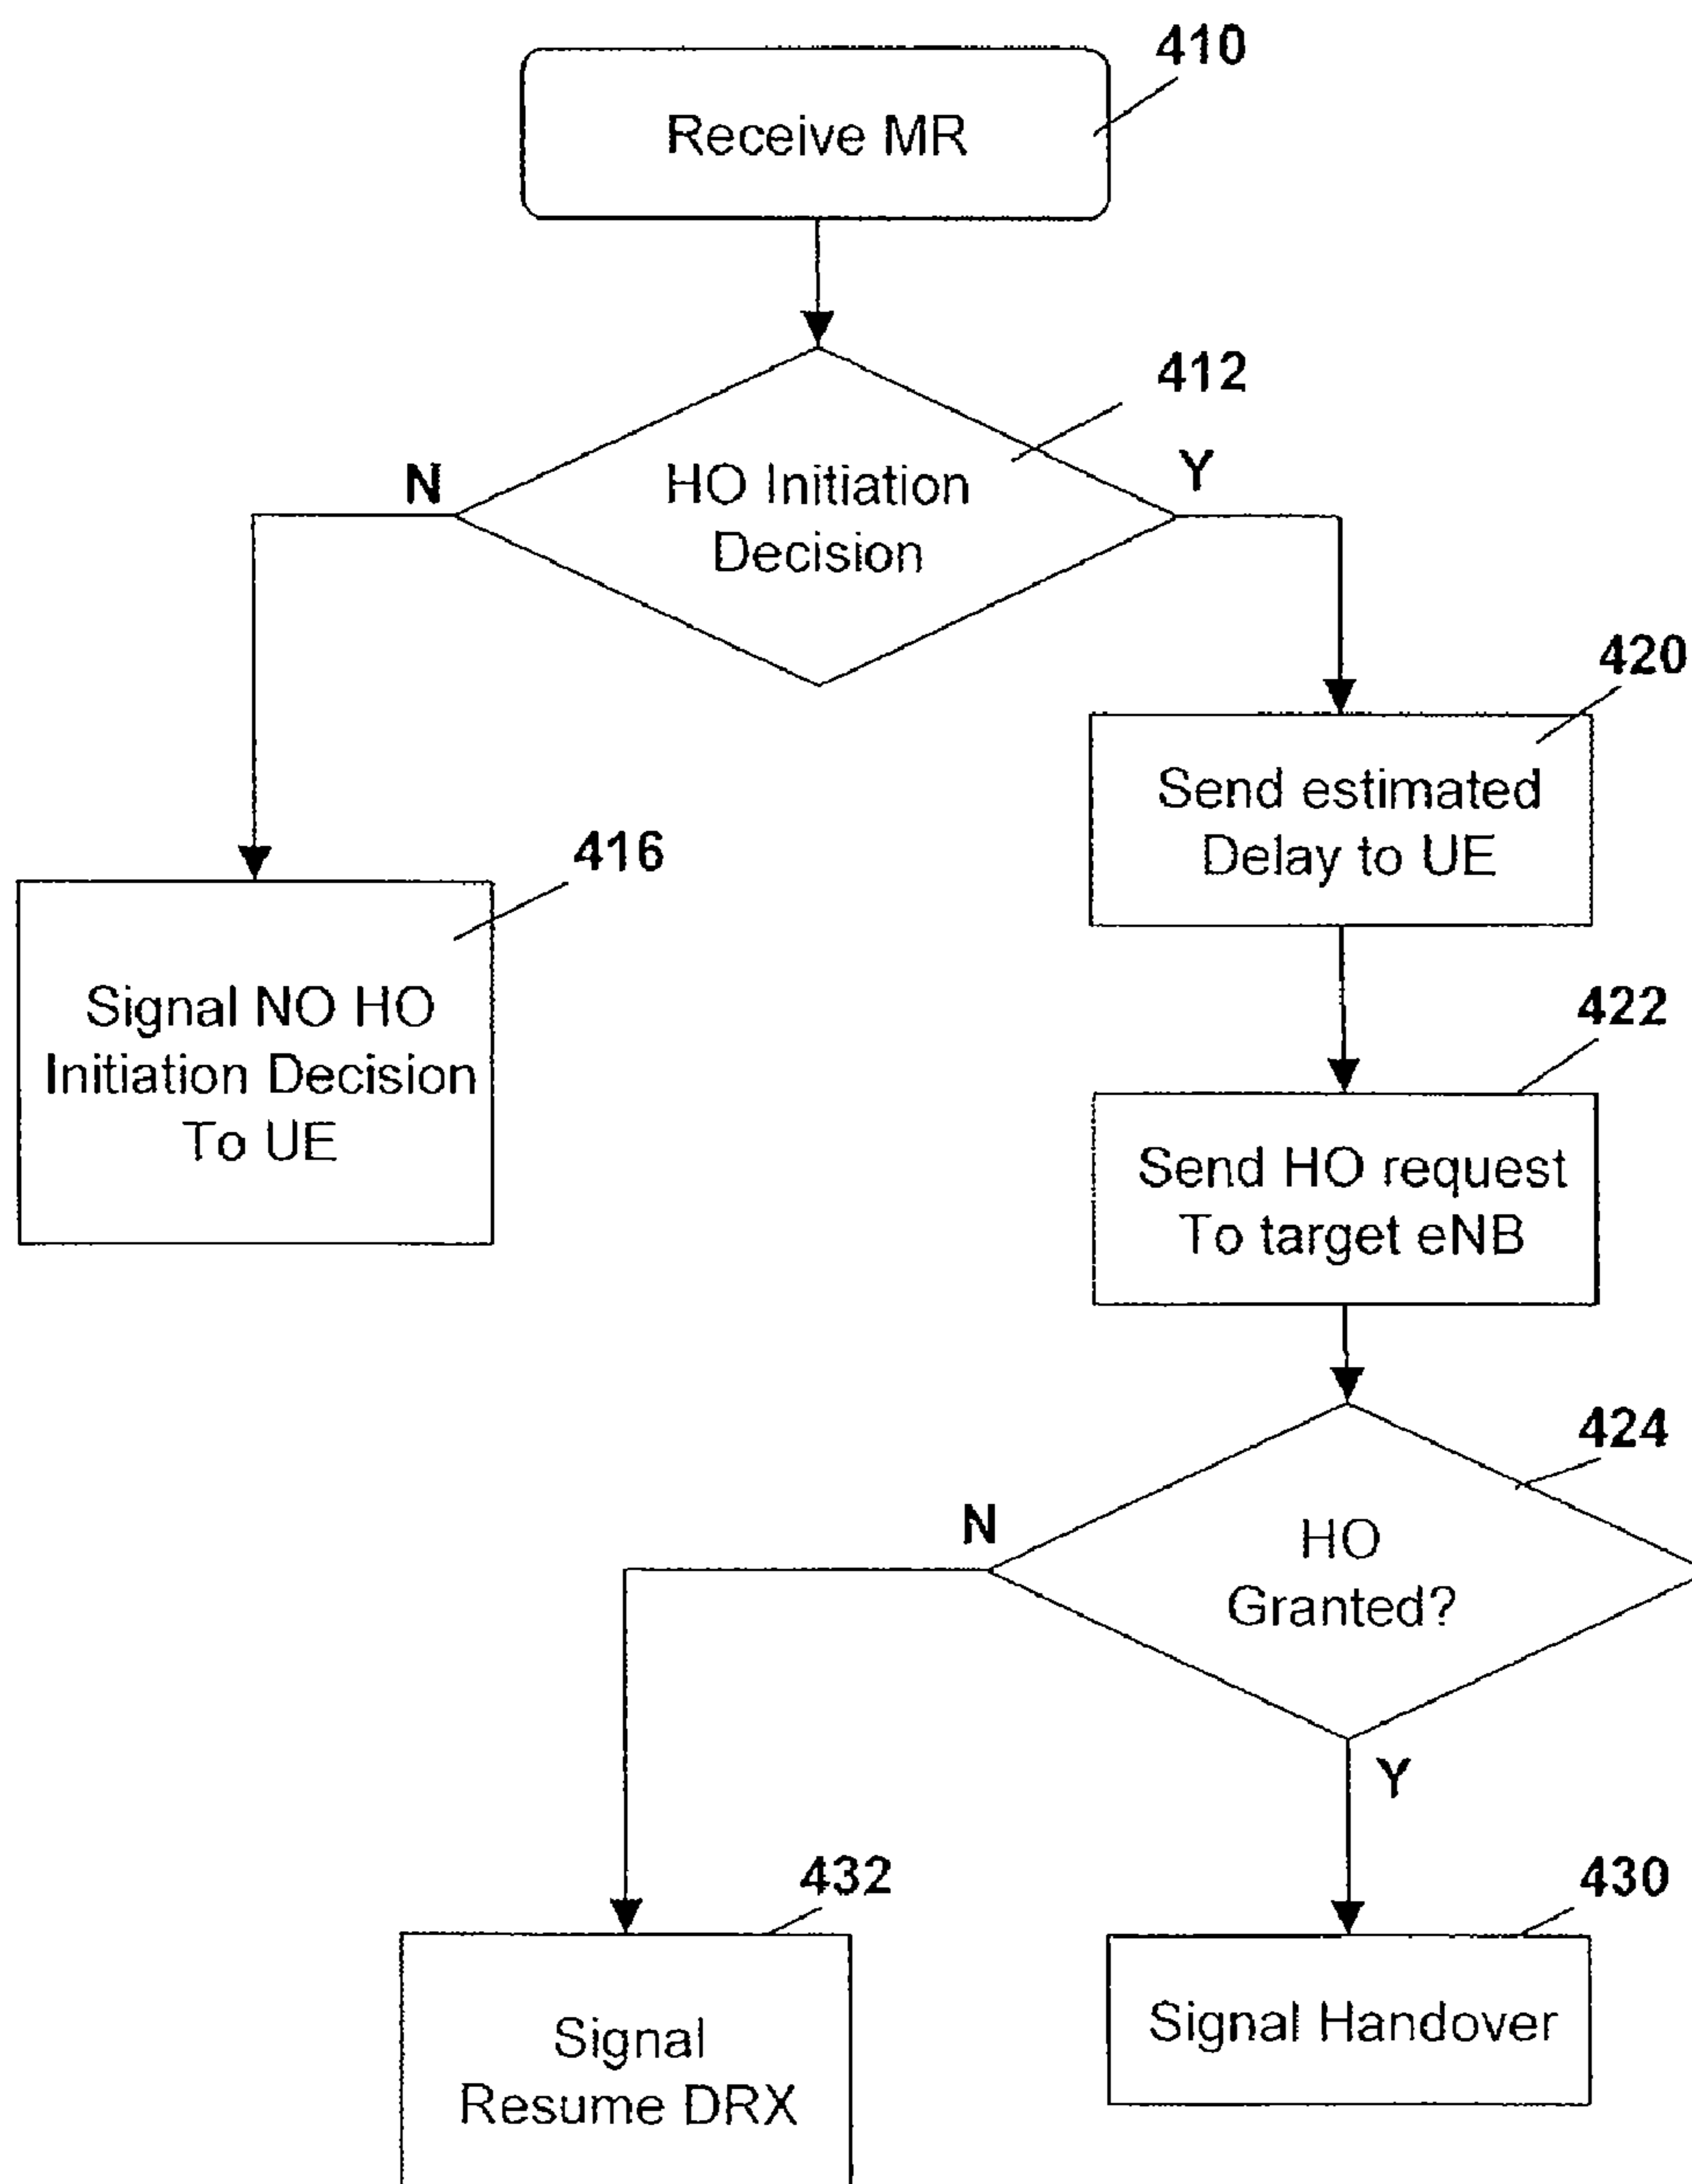 410
Receive MR
412
N
Y
HO Initiation
Decision
420
Send estimated
Delay to UE
416
Signal NO HO
Initiation Decision
To UE
422
Send HO request
To target eNB
424
N
HO
Granted?
Y
432
430
Signal
Resume DRX
Signal Handover